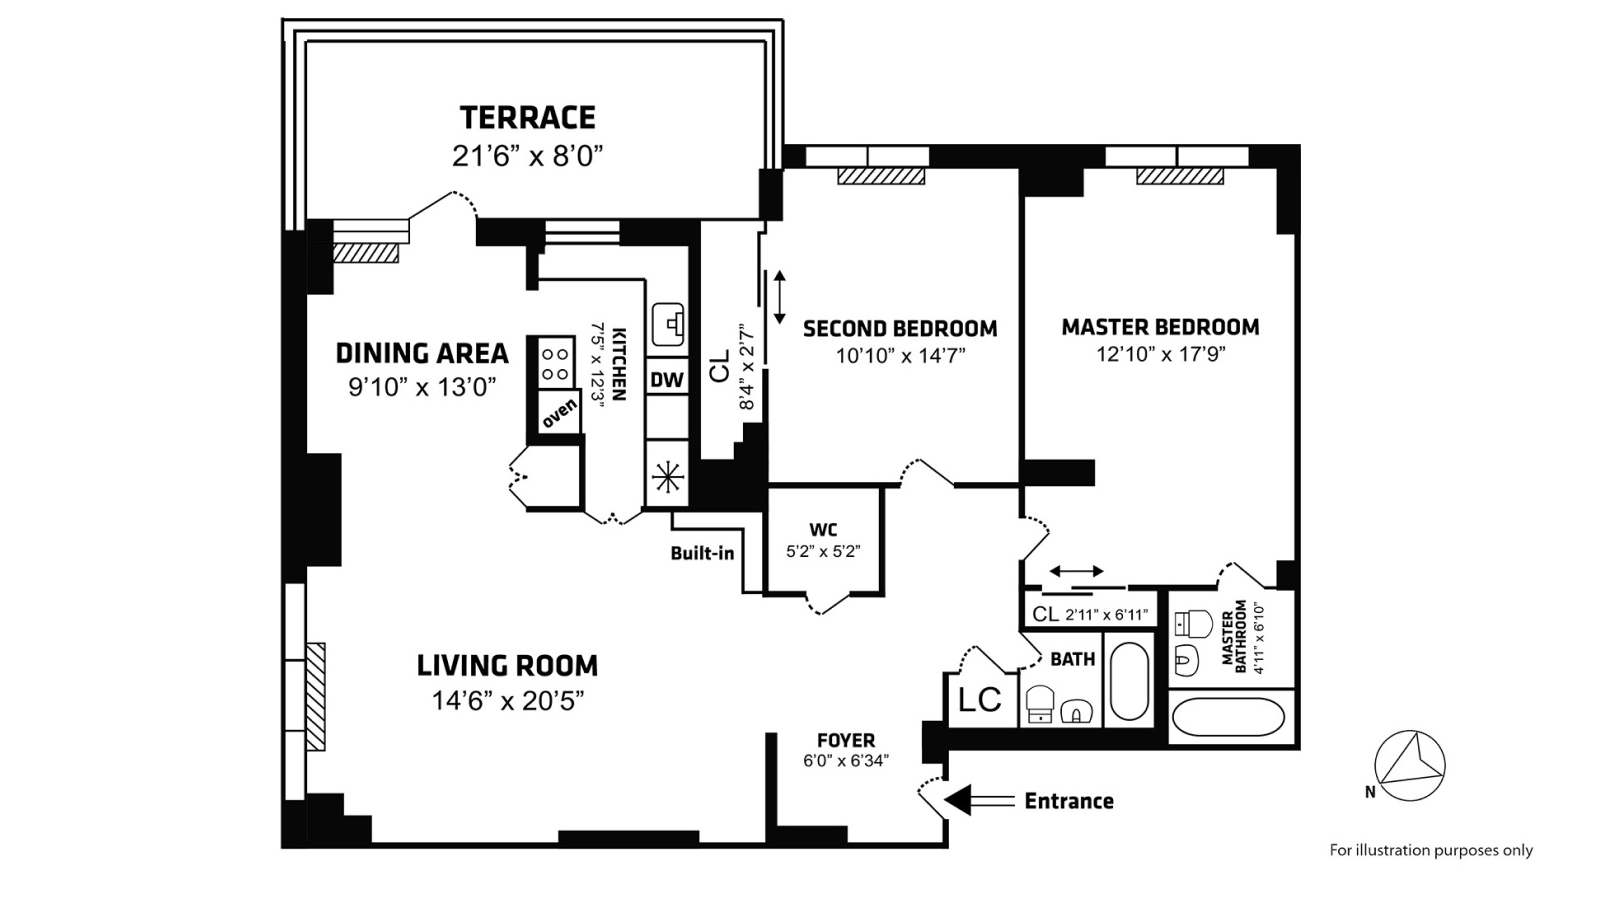 TERRACE
21’6” x 8’0”
SECOND BEDROOM
10’10” x 14’7”
MASTER BEDROOM
12’10” x 17’9”
DINING AREA
9’10” x 13’0”
KITCHEN
7’5” x 12’3”
DW
oven
CL
8’4” x 2’7”
WC
5’2” x 5’2”
Built-in
CL 2’11” x 6’11”
MASTER
BATHROOM
4’11” x 6’10”
BATH
LC
LIVING ROOM
14’6” x 20’5”
FOYER
6’0” x 6’34”
Entrance
N
For illustration purposes only